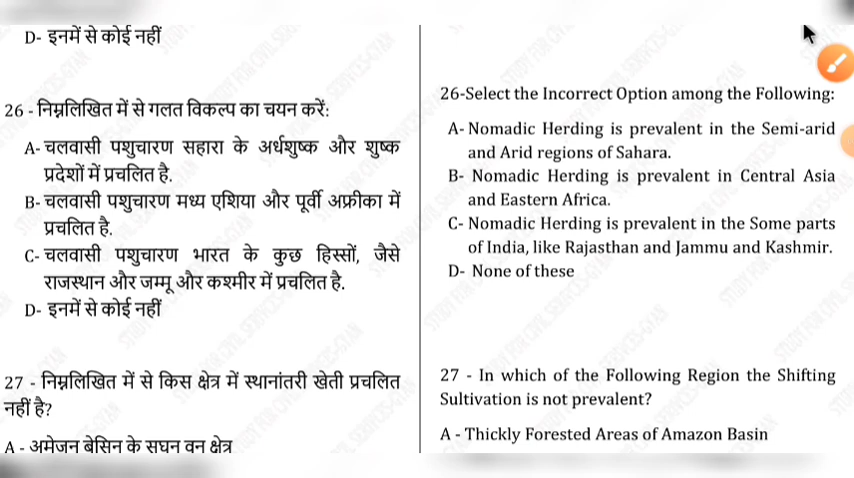 D- इनमें से कोई नहीं
26 - निम्नलिखित में से गलत विकल्प का चयन करें:
A- चलवासी पशुचारण सहारा के अर्धशुष्क और शुष्क
प्रदेशों में प्रचलित है.
B- चलवासी पशुचारण मध्य एशिया और पूर्वी अफ्रीका में
प्रचलित है.
C- चलवासी पशुचारण भारत के कुछ हिस्सों, जैसे
राजस्थान और जम्मू और कश्मीर में प्रचलित है.
D- इनमें से कोई नहीं
27 - निम्नलिखित में से किस क्षेत्र में स्थानांतरी खेती प्रचलित
नहीं है?
A - अमेजन बेसिन के सघन वन क्षेत्र
26-Select the Incorrect Option among the Following:
A- Nomadic Herding is prevalent in the Semi-arid
and Arid regions of Sahara.
B- Nomadic Herding is prevalent in Central Asia
and Eastern Africa.
C- Nomadic Herding is prevalent in the Some parts
of India, like Rajasthan and Jammu and Kashmir.
D- None of these
27 - In which of the Following Region the Shifting
Sultivation is not prevalent?
A - Thickly Forested Areas of Amazon Basin